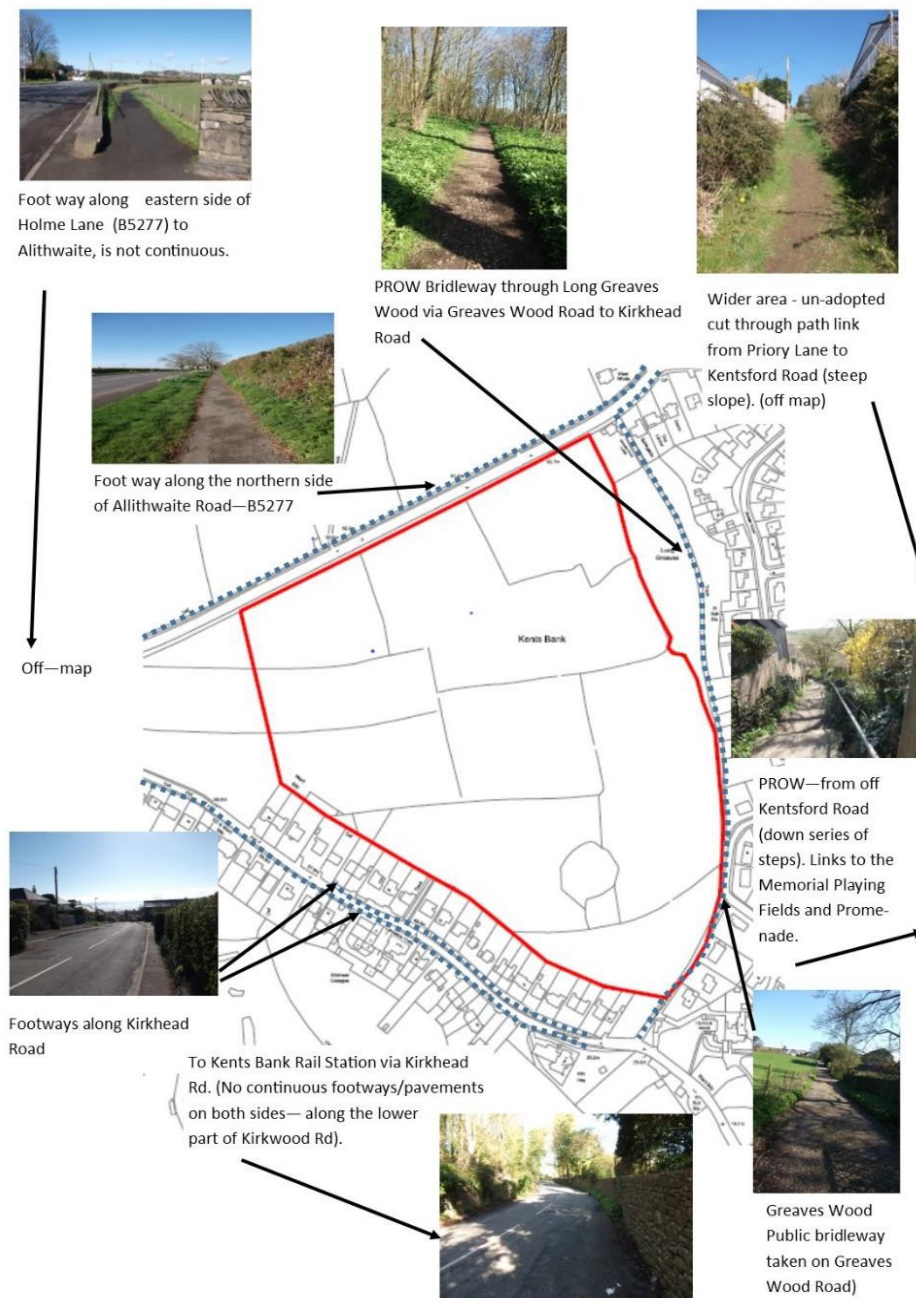 Foot way along eastern side of
Holme Lane (B5277) to
Alithwaite, is not continuous.
PROW Bridleway through Long Greaves
Wood via Greaves Wood Road to Kirkhead
Road
Wider area - un-adopted
cut through path link
from Priory Lane to
Kentsford Road (steep
slope). (off map)
Foot way along the northern side
of Allithwaite Road—B5277
Long
Greaves
Kents Bank
Off—map
PROW—from off
Kentsford Road
(down series of
steps). Links to the
Memorial Playing
Fields and Prome-
nade.
Kirkhead
Cottages
Footways along Kirkhead
Road
To Kents Bank Rail Station via Kirkhead
Rd. (No continuous footways/pavements
on both sides— along the lower
part of Kirkwood Rd).
Greaves Wood
Public bridleway
taken on Greaves
Wood Road)